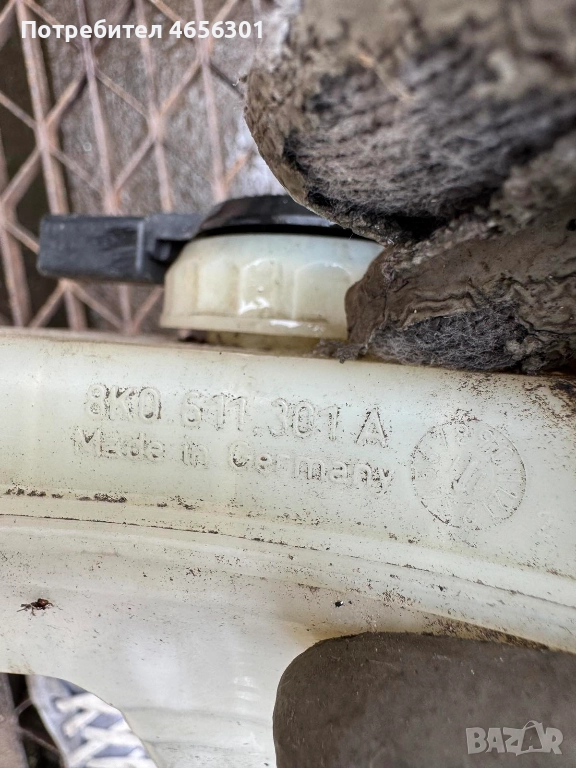 Потребител 4656301
8K0 611 301 A
Made in Germany
BAZAR